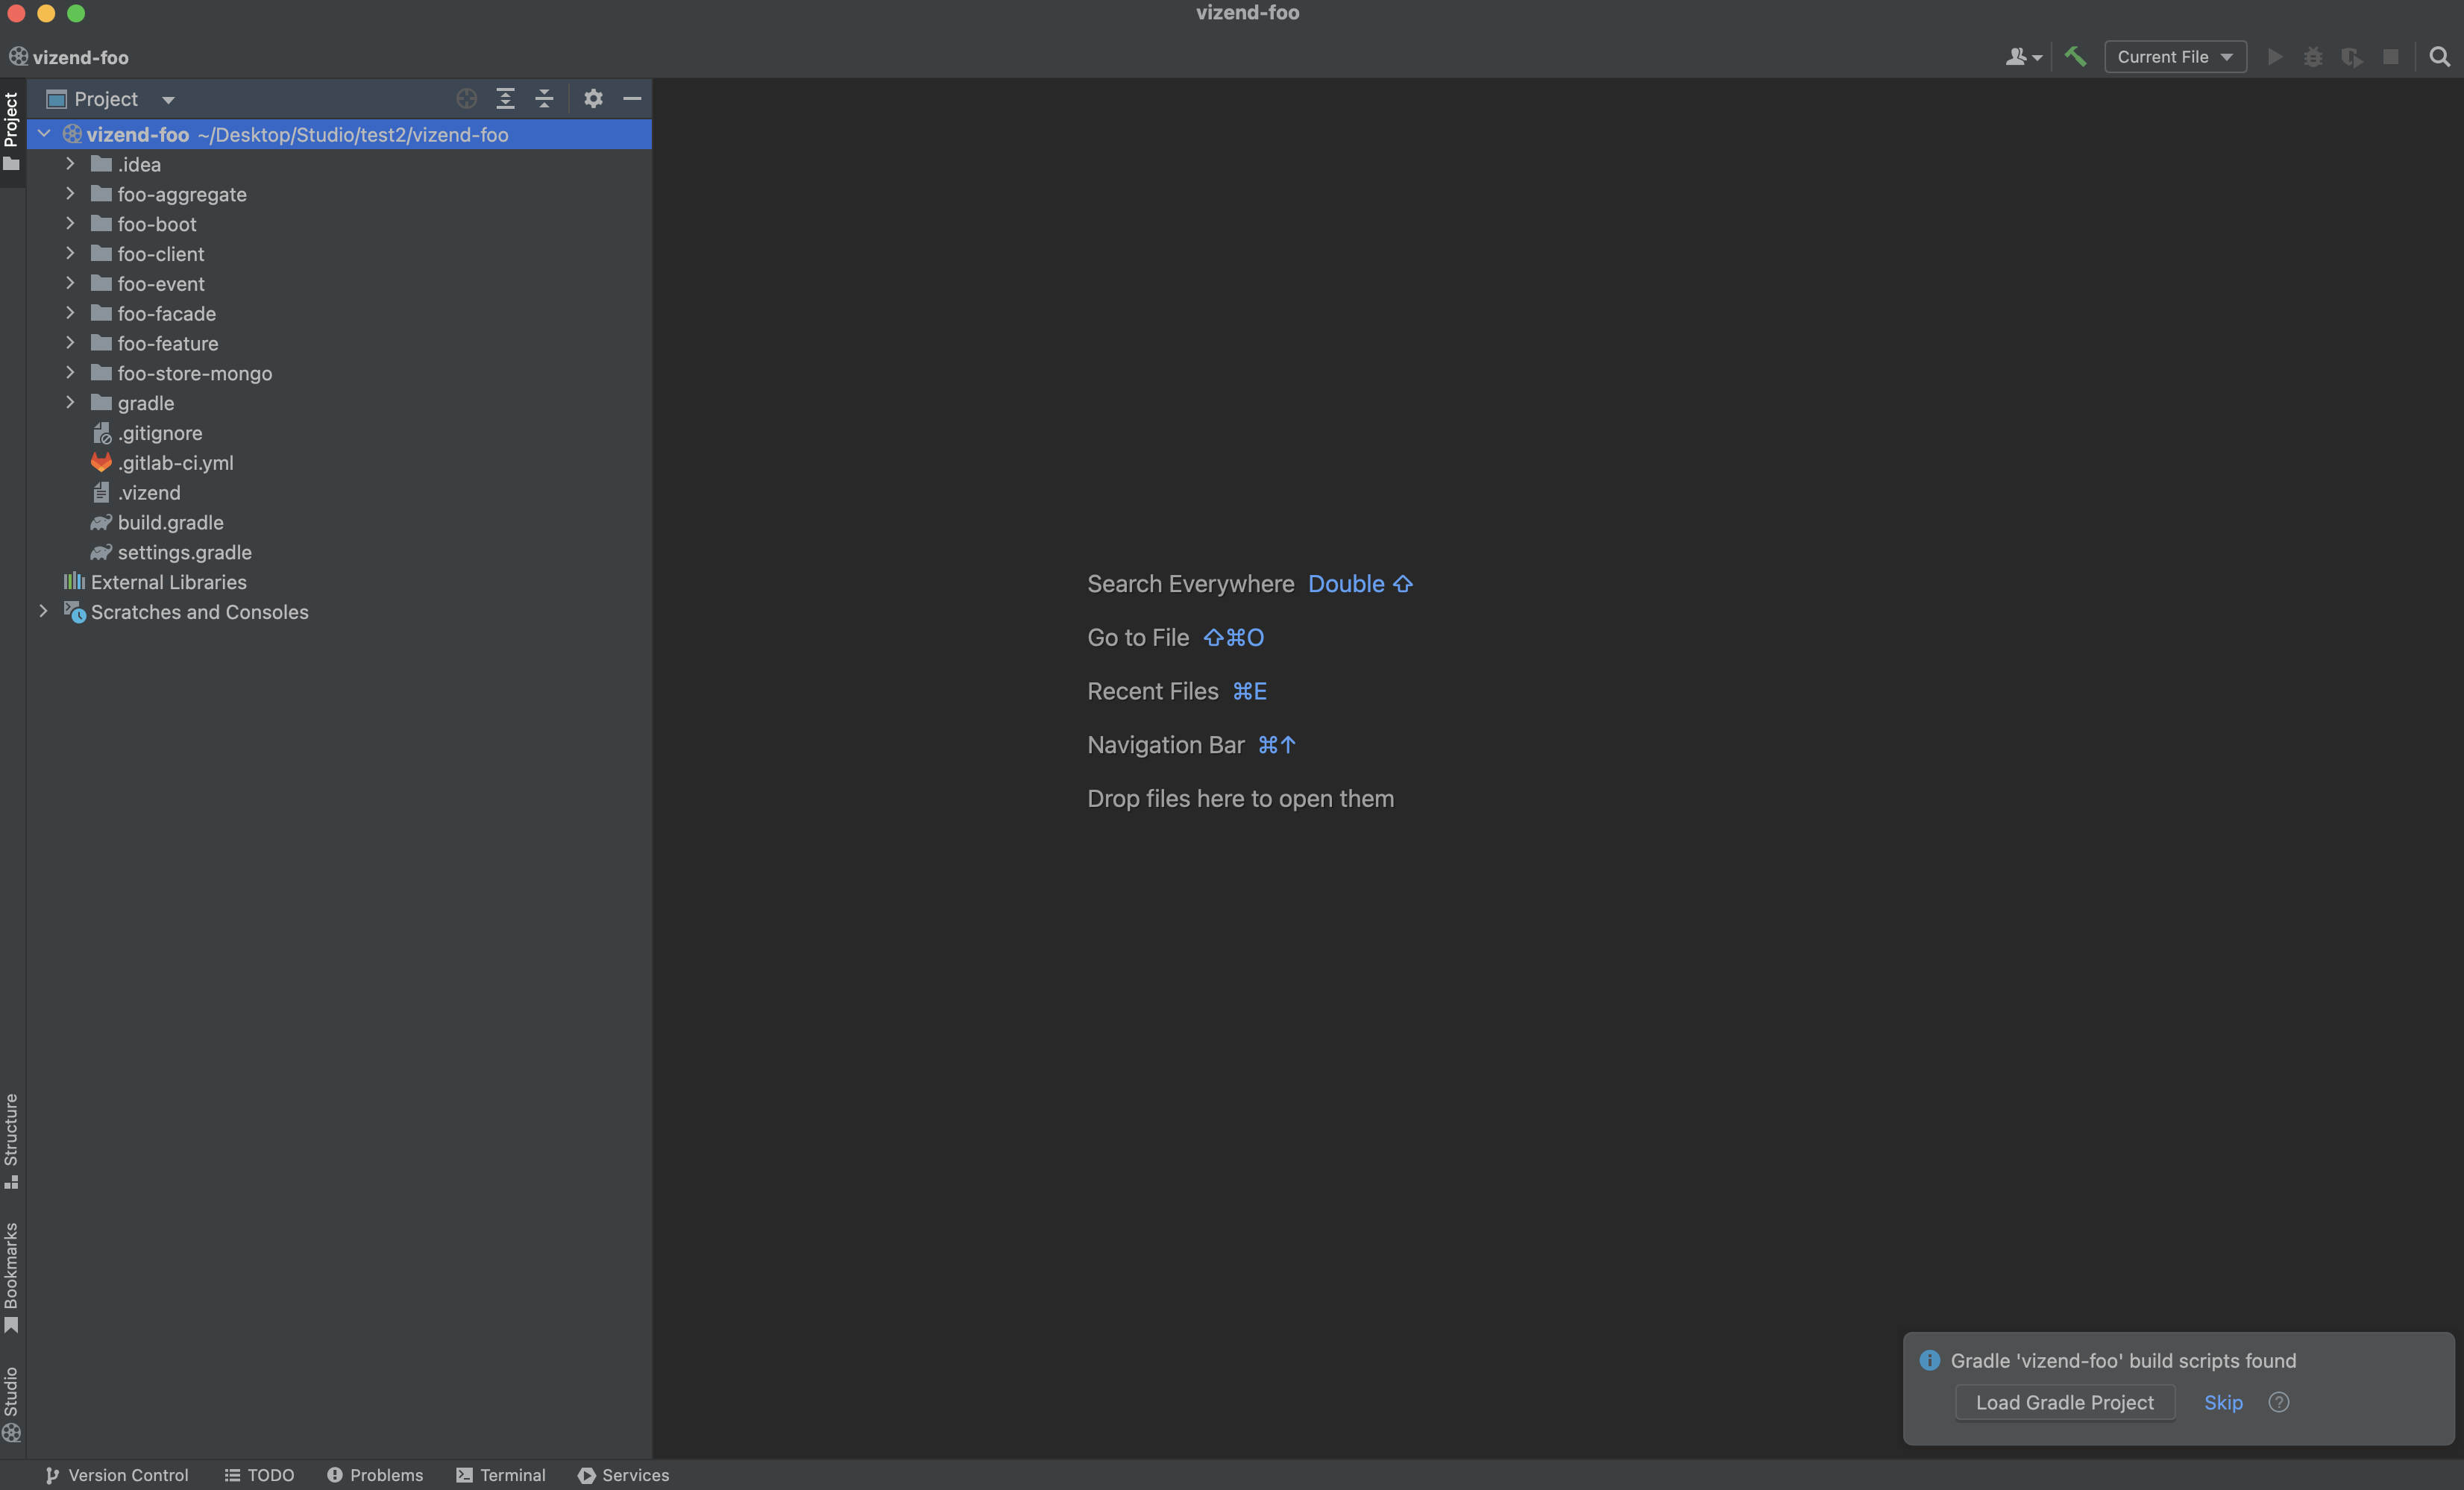 vizend-foo
vizend-foo
Current File
Project
Project
vizend-foo ~/Desktop/Studio/test2/vizend-foo
.idea
foo-aggregate
foo-boot
foo-client
foo-event
foo-facade
foo-feature
foo-store-mongo
gradle
.gitignore
.gitlab-ci.yml
.vizend
build.gradle
settings.gradle
External Libraries
Scratches and Consoles
Search Everywhere Double ⇧
Go to File ⇧⌘O
Recent Files ⌘E
Navigation Bar ⌘↑
Drop files here to open them
Structure
Bookmarks
Studio
Gradle 'vizend-foo' build scripts found
Load Gradle Project Skip ?
Version Control TODO Problems Terminal Services